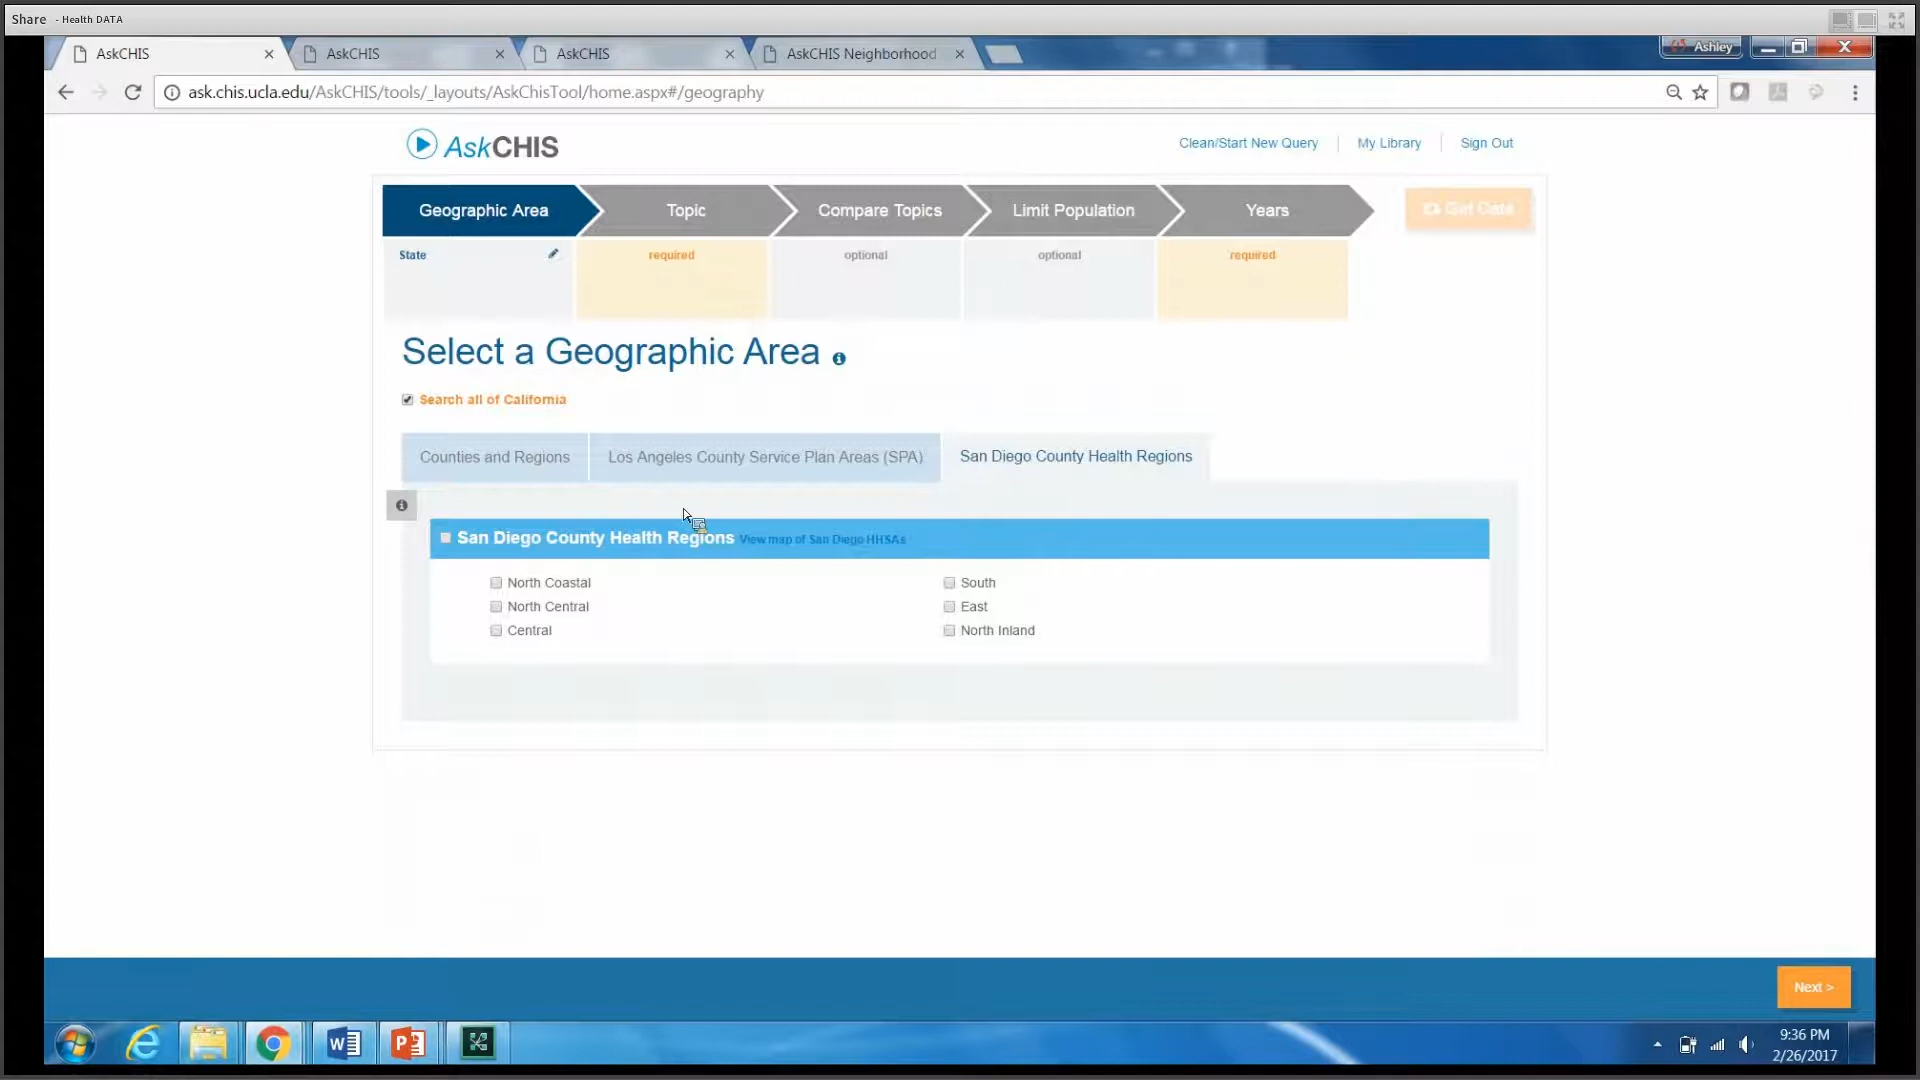 Share - Health DATA
AskCHIS
AskCHIS
AskCHIS
AskCHIS Neighborhood
Ashley
ask.chis.ucla.edu/AskCHIS/tools/_layouts/AskChisTool/home.aspx#/geography
AskCHIS
Clean/Start New Query
My Library
Sign Out
Geographic Area
Topic
Compare Topics
Limit Population
Years
Get Data
State
required
optional
optional
required
Select a Geographic Area
Search all of California
Counties and Regions
Los Angeles County Service Plan Areas (SPA)
San Diego County Health Regions
San Diego County Health Regions View map of San Diego HHSAs
North Coastal
South
North Central
East
Central
North Inland
Next >
9:36 PM
2/26/2017